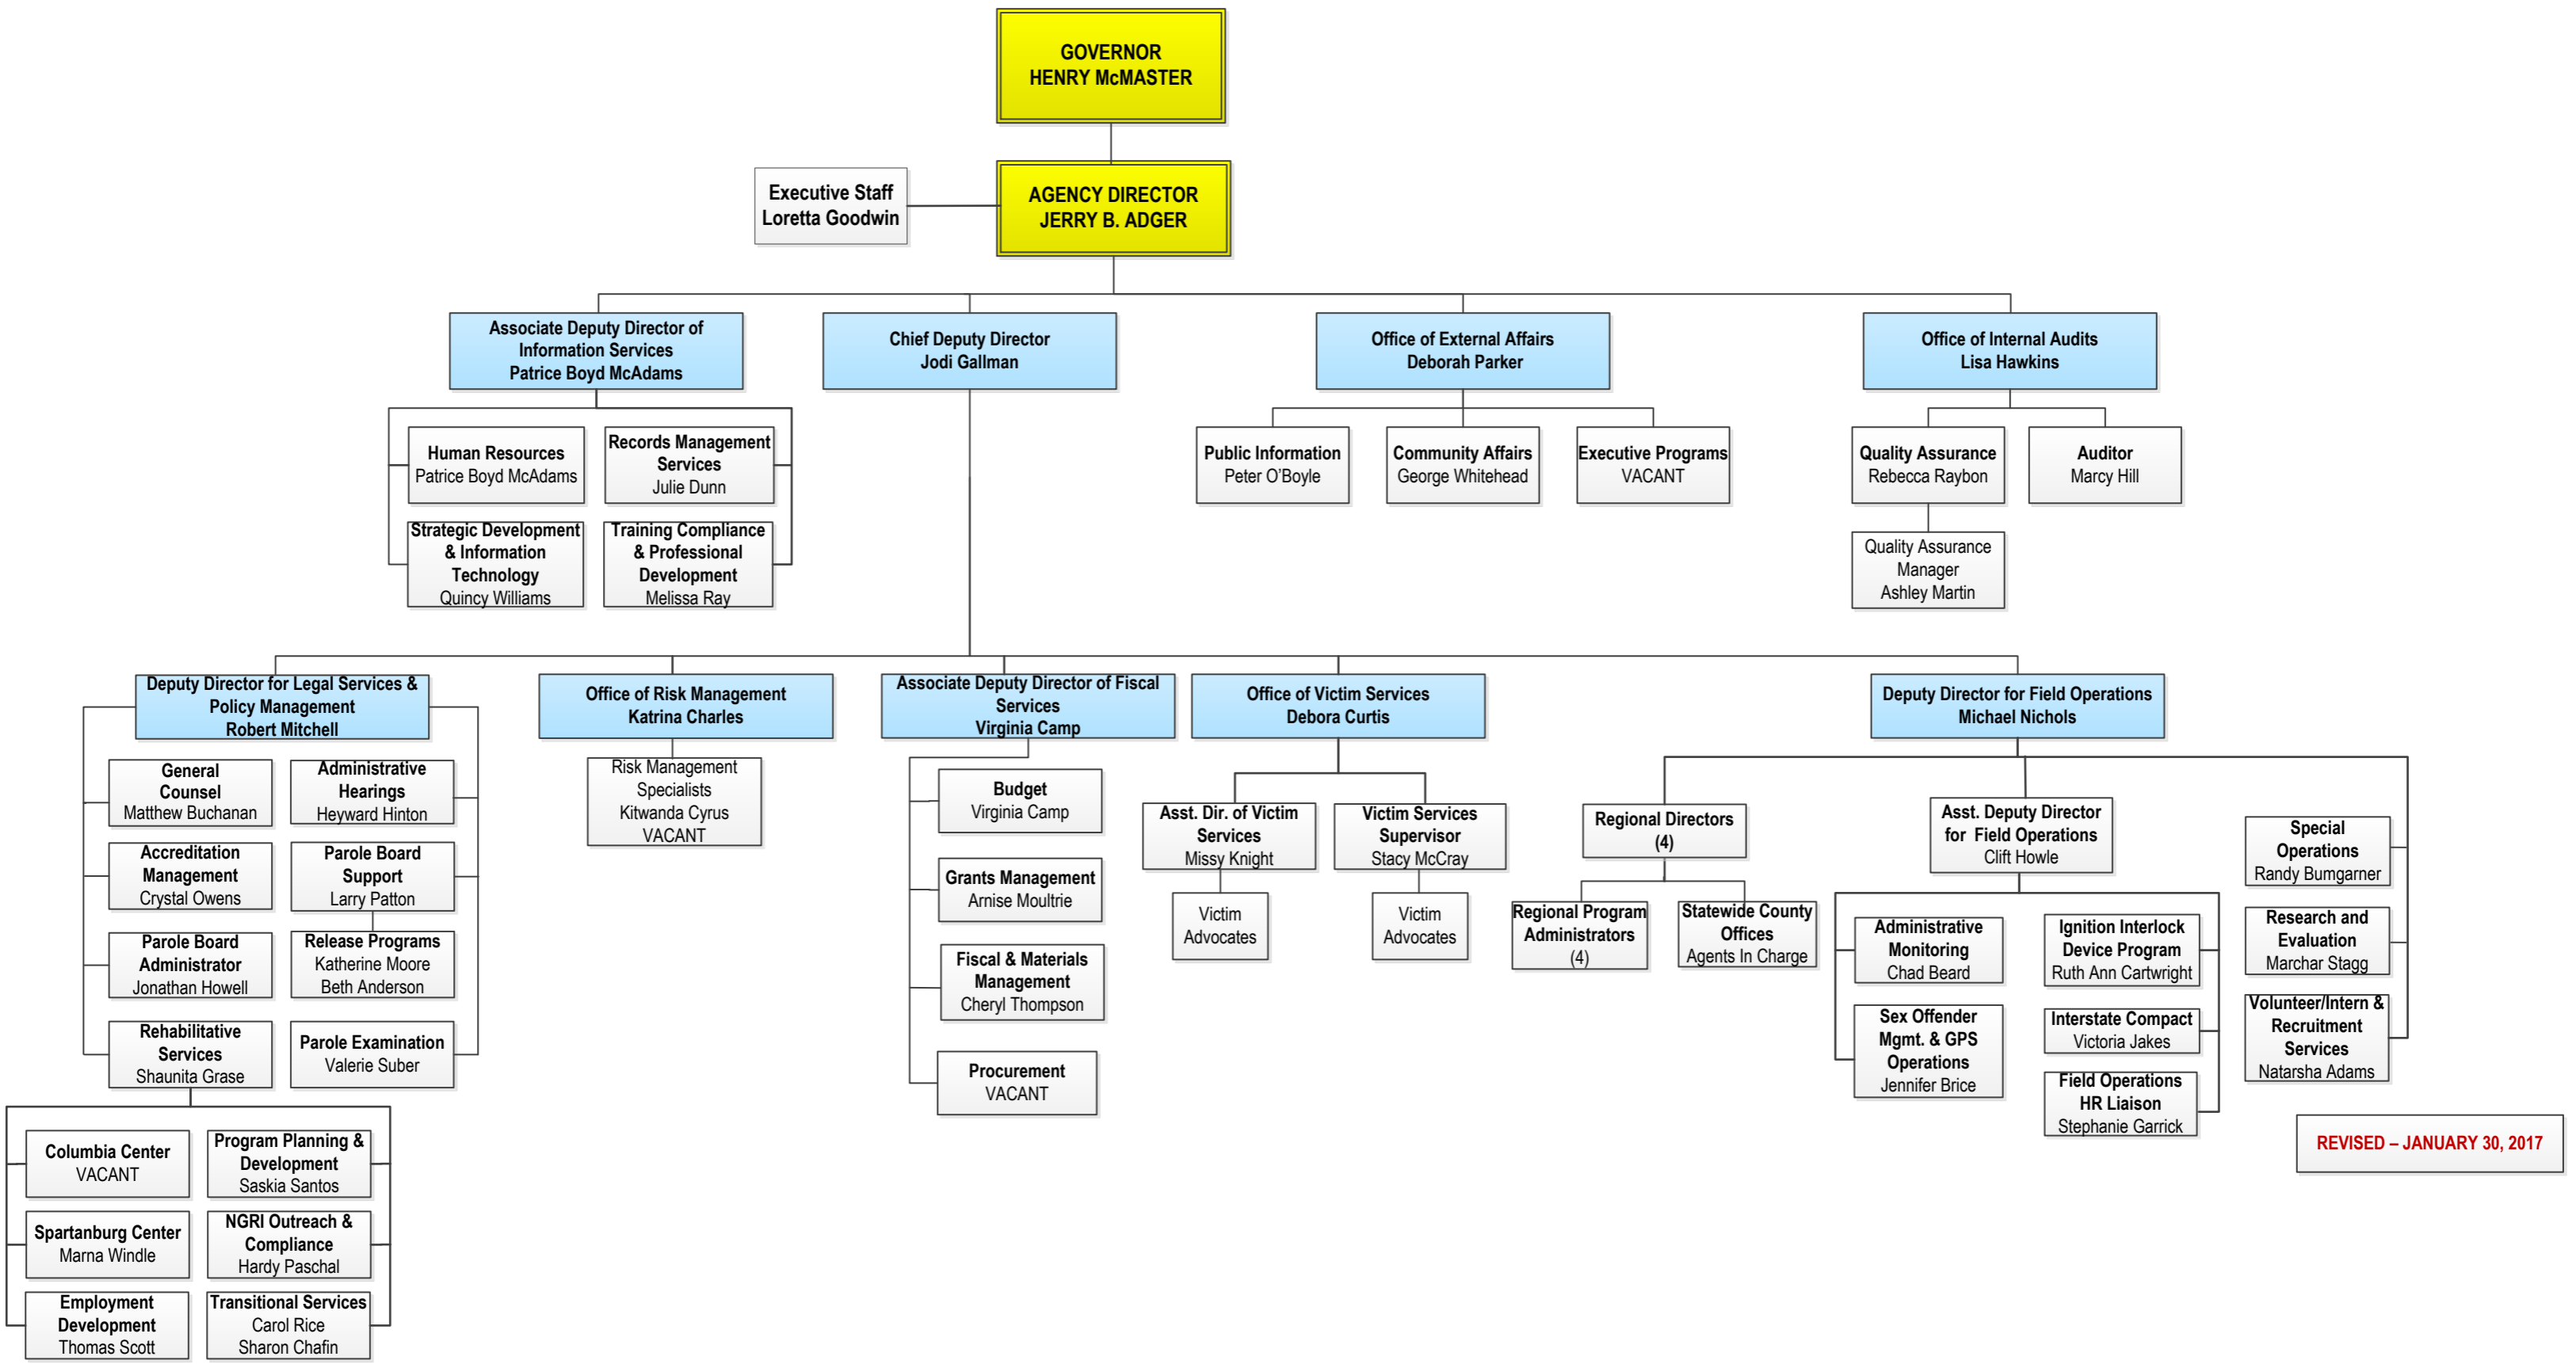 GOVERNOR
HENRY McMASTER
Executive Staff
Loretta Goodwin
AGENCY DIRECTOR
JERRY B. ADGER
Associate Deputy Director of
Information Services
Patrice Boyd McAdams
Chief Deputy Director
Jodi Gallman
Office of External Affairs
Deborah Parker
Office of Internal Audits
Lisa Hawkins
Human Resources
Patrice Boyd McAdams
Records Management
Services
Julie Dunn
Public Information
Peter O'Boyle
Community Affairs
George Whitehead
Executive Programs
VACANT
Quality Assurance
Rebecca Raybon
Auditor
Marcy Hill
Strategic Development
& Information
Technology
Quincy Williams
Training Compliance
& Professional
Development
Melissa Ray
Quality Assurance
Manager
Ashley Martin
Deputy Director for Legal Services &
Policy Management
Robert Mitchell
Office of Risk Management
Katrina Charles
Associate Deputy Director of Fiscal
Services
Virginia Camp
Office of Victim Services
Debora Curtis
Deputy Director for Field Operations
Michael Nichols
General
Counsel
Matthew Buchanan
Administrative
Hearings
Heyward Hinton
Accreditation
Management
Crystal Owens
Parole Board
Support
Larry Patton
Parole Board
Administrator
Jonathan Howell
Release Programs
Katherine Moore
Beth Anderson
Rehabilitative
Services
Shaunita Grase
Parole Examination
Valerie Suber
Columbia Center
VACANT
Program Planning &
Development
Saskia Santos
Spartanburg Center
Marna Windle
NGRI Outreach &
Compliance
Hardy Paschal
Employment
Development
Thomas Scott
Transitional Services
Carol Rice
Sharon Chafin
Risk Management
Specialists
Kitwanda Cyrus
VACANT
Budget
Virginia Camp
Grants Management
Arnise Moultrie
Fiscal & Materials
Management
Cheryl Thompson
Procurement
VACANT
Asst. Dir. of Victim
Services
Missy Knight
Victim Services
Supervisor
Stacy McCray
Victim
Advocates
Victim
Advocates
Regional Directors
(4)
Regional Program
Administrators
(4)
Statewide County
Offices
Agents In Charge
Asst. Deputy Director
for Field Operations
Clift Howle
Administrative
Monitoring
Chad Beard
Ignition Interlock
Device Program
Ruth Ann Cartwright
Sex Offender
Mgmt. & GPS
Operations
Jennifer Brice
Interstate Compact
Victoria Jakes
Field Operations
HR Liaison
Stephanie Garrick
Special
Operations
Randy Bumgarner
Research and
Evaluation
Marchar Stagg
Volunteer/Intern &
Recruitment
Services
Natarsha Adams
REVISED – JANUARY 30, 2017